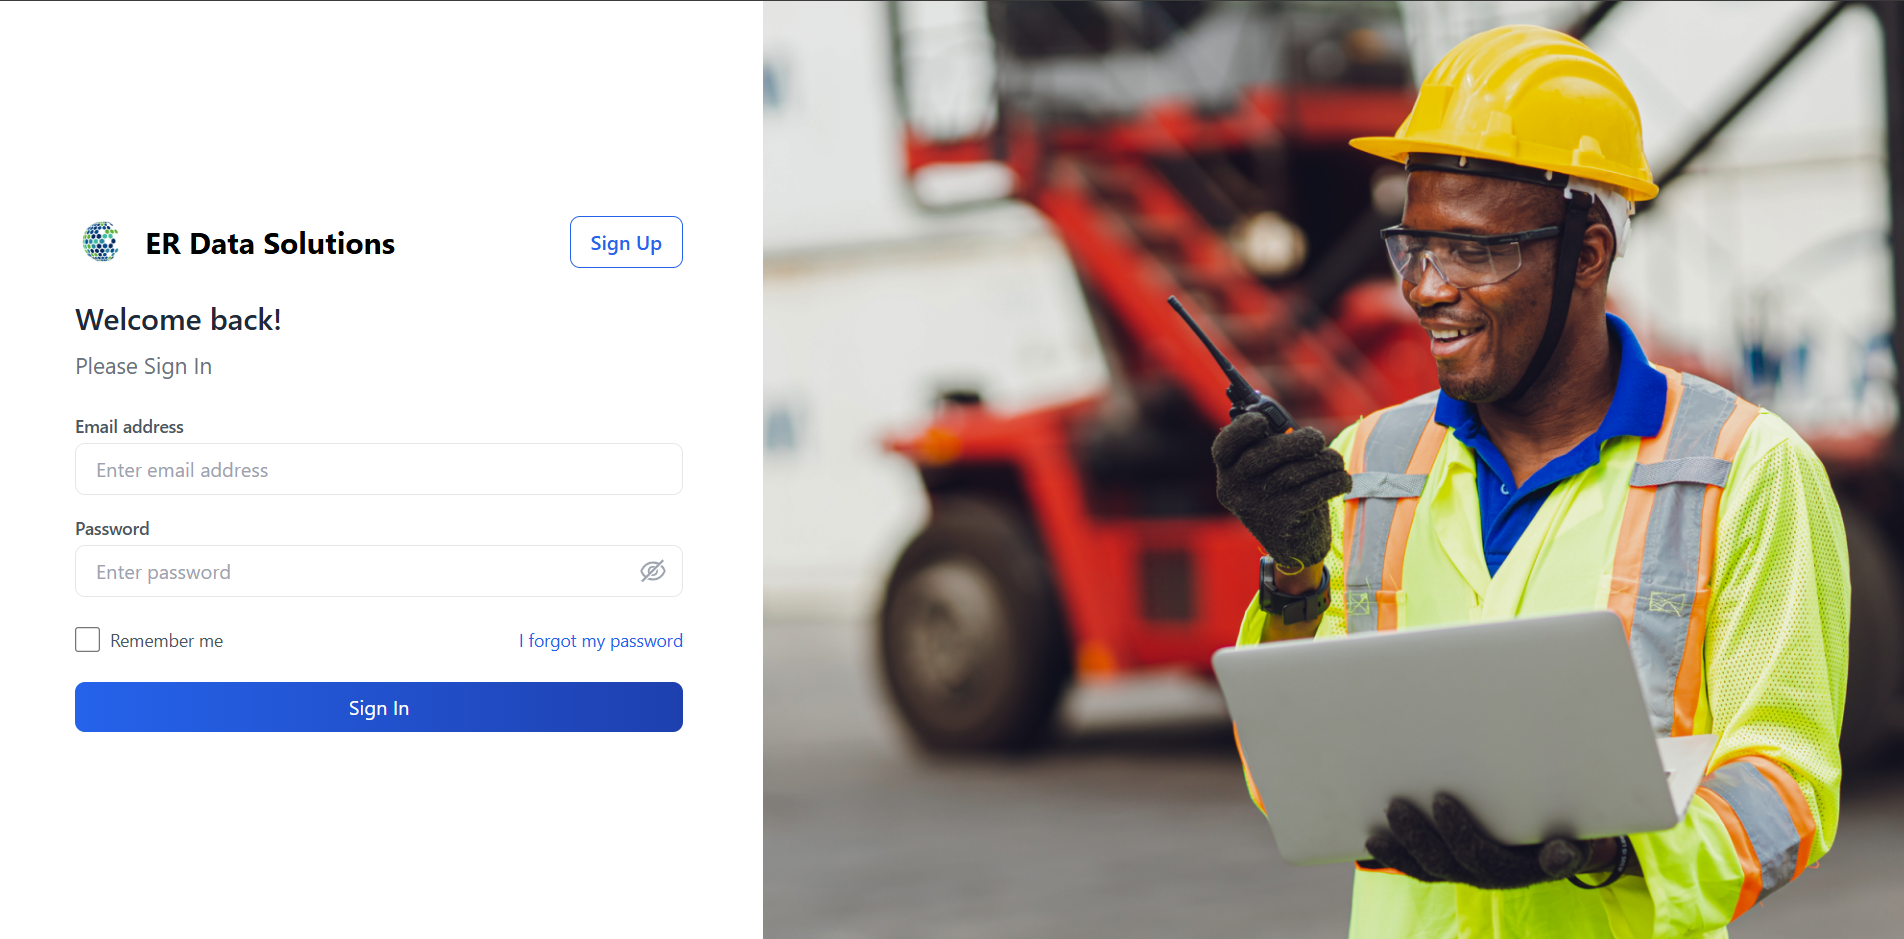 ER Data Solutions
Sign Up
Welcome back!
Please Sign In
Email address
Enter email address
Password
Enter password
Remember me
I forgot my password
Sign In